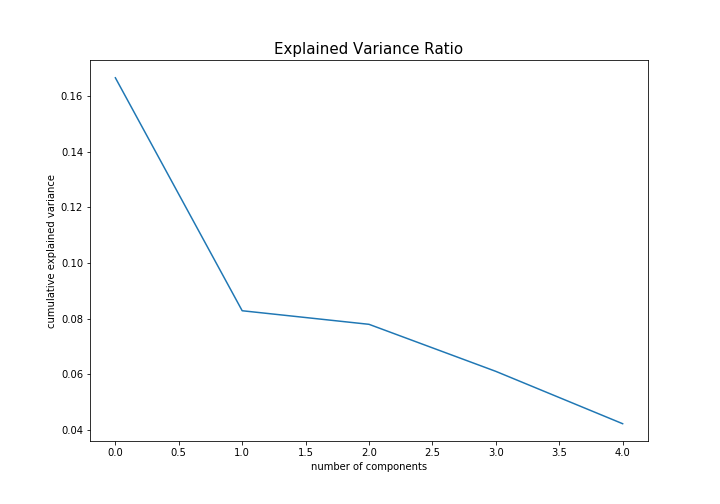 Explained Variance Ratio
0.16
0.14
0.12
0.10
0.08
0.06
0.04
cumulative explained variance
0.0 0.5 1.0 1.5 2.0 2.5 3.0 3.5 4.0
number of components